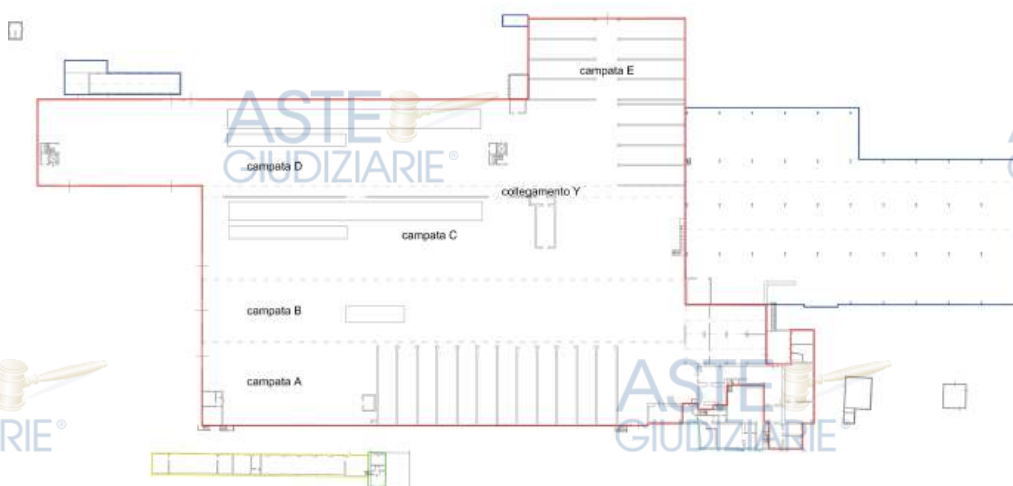 campata E
ASTE
GIUDIZIARIE®
campata D
collegamento Y
campata C
campata B
campata A
ASTE
GIUDIZIARIE®
RIE®